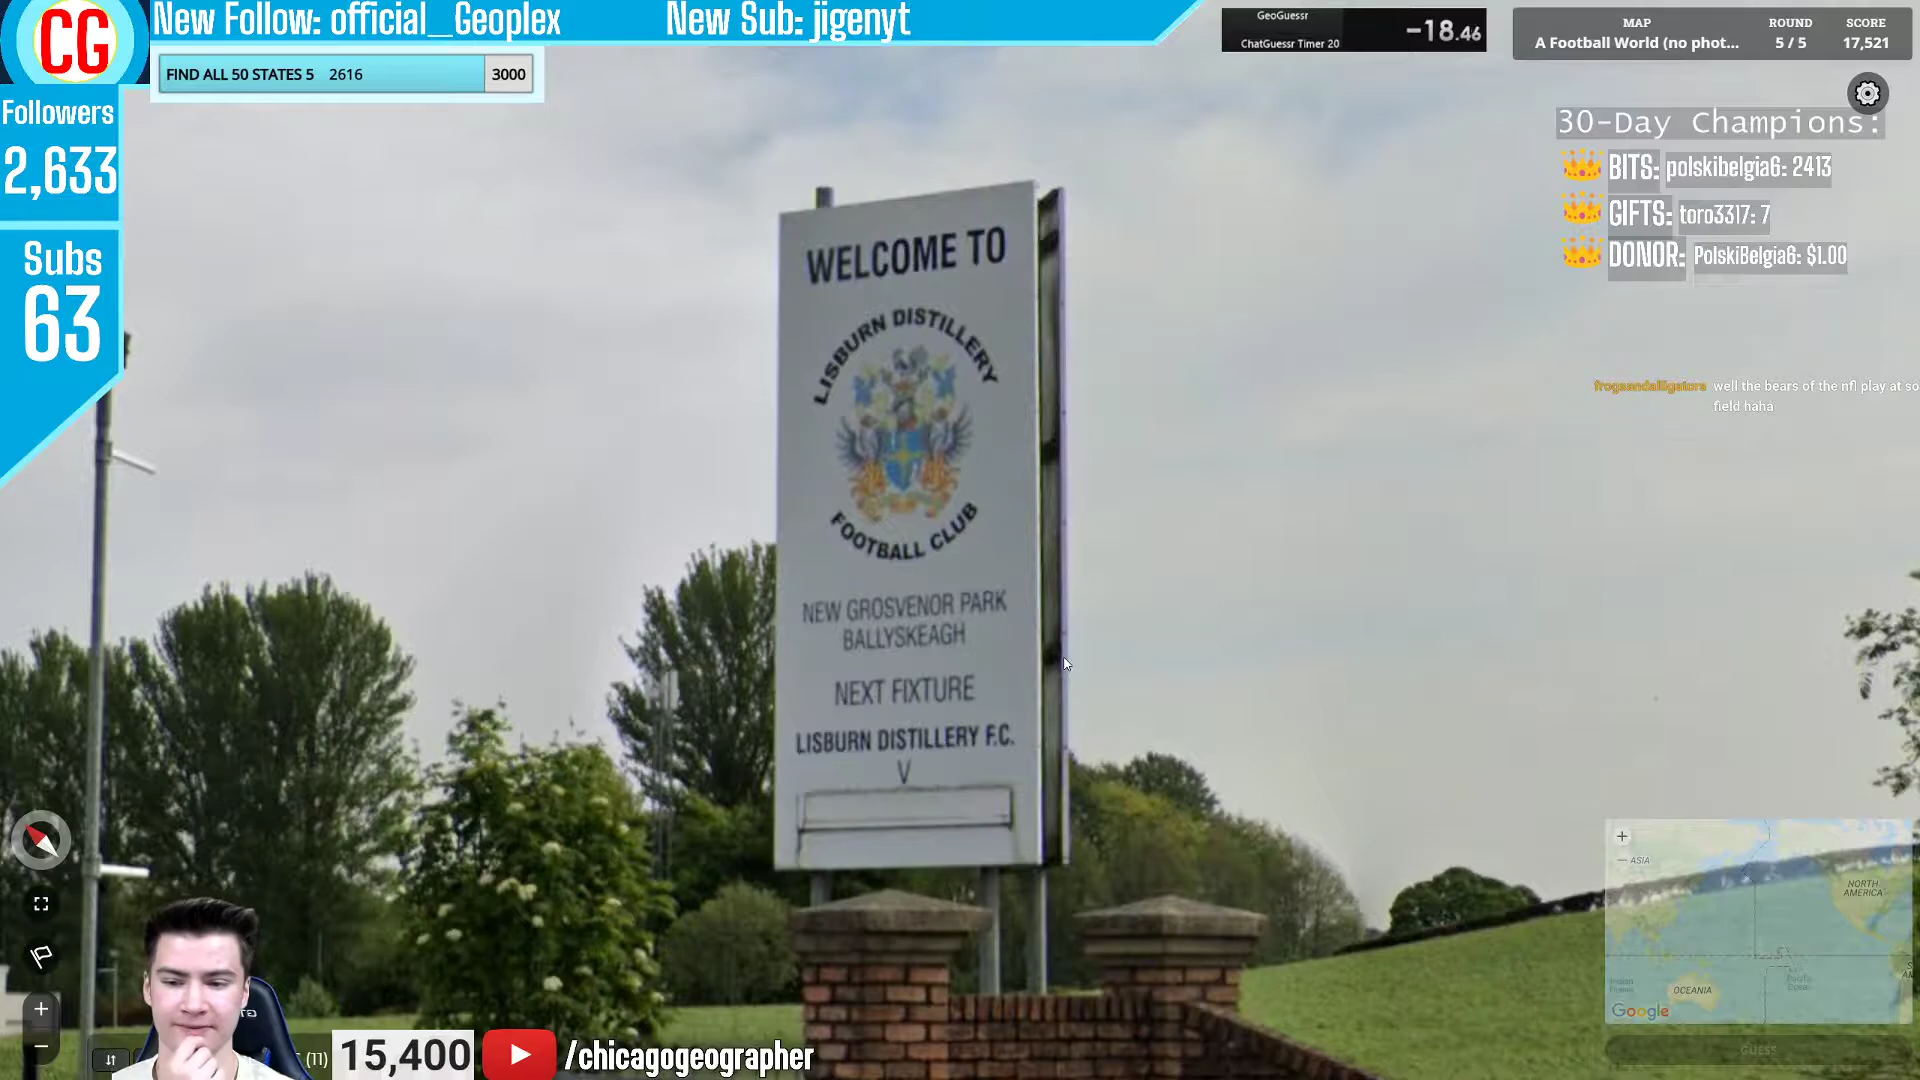 New Follow: official_Geoplex
New Sub: jigenyt
CG
FIND ALL 50 STATES 5 2616
3000
GeoGuessr
ChatGuessr Timer 20
-18.46
MAP
A Football World (no phot...
ROUND
5 / 5
SCORE
17,521
Followers
2,633
Subs
63
30-Day Champions:
BITS: polskibelgia6: 2413
GIFTS: toro3317: 7
DONOR: PolskiBelgia6: $1.00
frogsandalligators well the bears of the nfl play at so
field haha
WELCOME TO
LISBURN DISTILLERY
FOOTBALL CLUB
NEW GROSVENOR PARK
BALLYSKEAGH
NEXT FIXTURE
LISBURN DISTILLERY F.C.
V
ASIA
NORTH
AMERICA
OCEANIA
Google
GUESS
(11)
15,400
/chicagogeographer